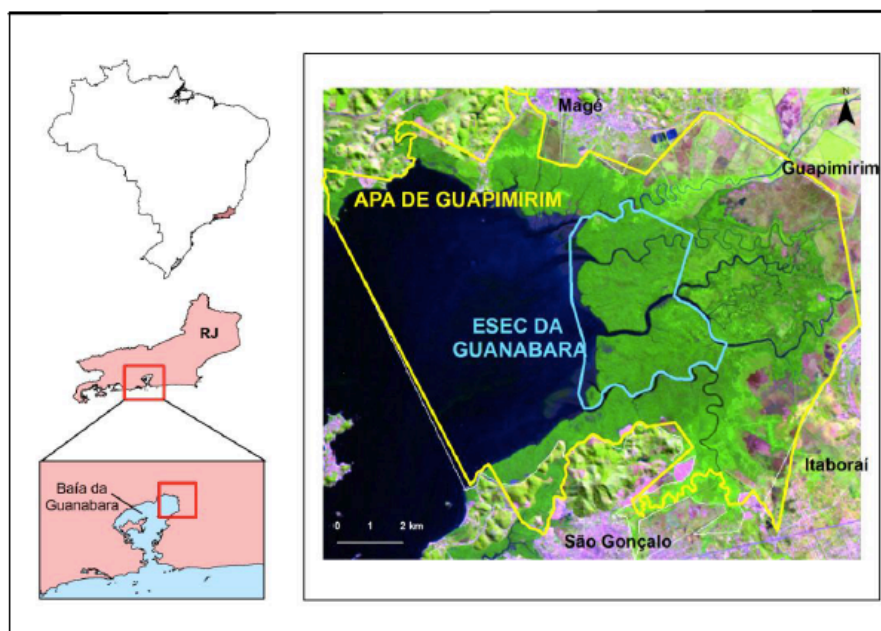 RJ
Baía da
Guanabara
N
Magé
Guapimirim
APA DE GUAPIMIRIM
ESEC DA
GUANABARA
Itaboraí
0 1 2 km
São Gonçalo